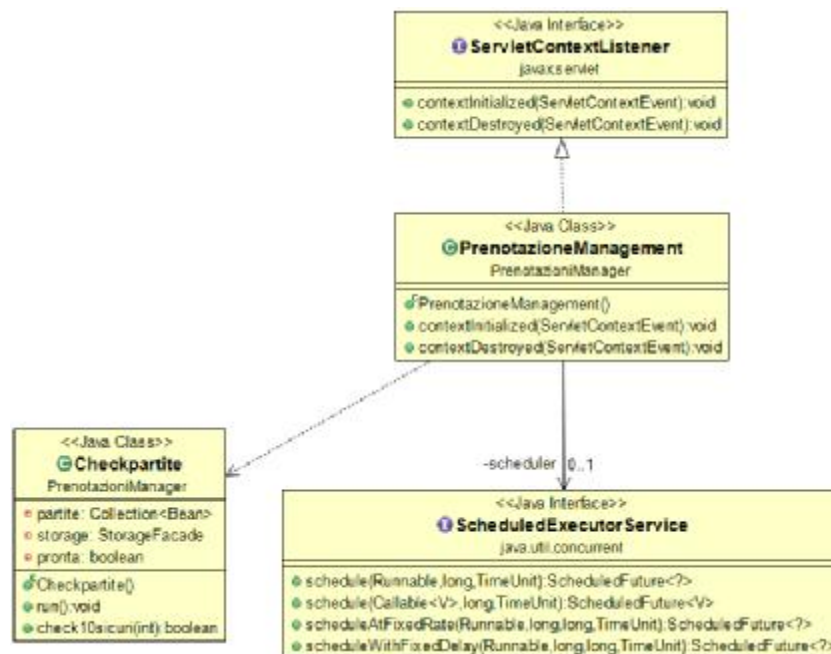 <<Java Interface>>
ServletContextListener
javax.servlet
contextInitialized(ServletContextEvent):void
contextDestroyed(ServletContextEvent):void
<<Java Class>>
PrenotazioneManagement
PrenotazioniManager
PrenotazioneManagement()
contextInitialized(ServletContextEvent):void
contextDestroyed(ServletContextEvent):void
<<Java Class>>
Checkpartite
PrenotazioniManager
partite: Collection<Bean>
storage: StorageFacade
pronta: boolean
Checkpartite()
run():void
check10sicuri(int):boolean
-scheduler 0..1
<<Java Interface>>
ScheduledExecutorService
java.util.concurrent
schedule(Runnable,long,TimeUnit):ScheduledFuture<?>
schedule(Callable<V>,long,TimeUnit):ScheduledFuture<V>
scheduleAtFixedRate(Runnable,long,long,TimeUnit):ScheduledFuture<?>
scheduleWithFixedDelay(Runnable,long,long,TimeUnit):ScheduledFuture<?>